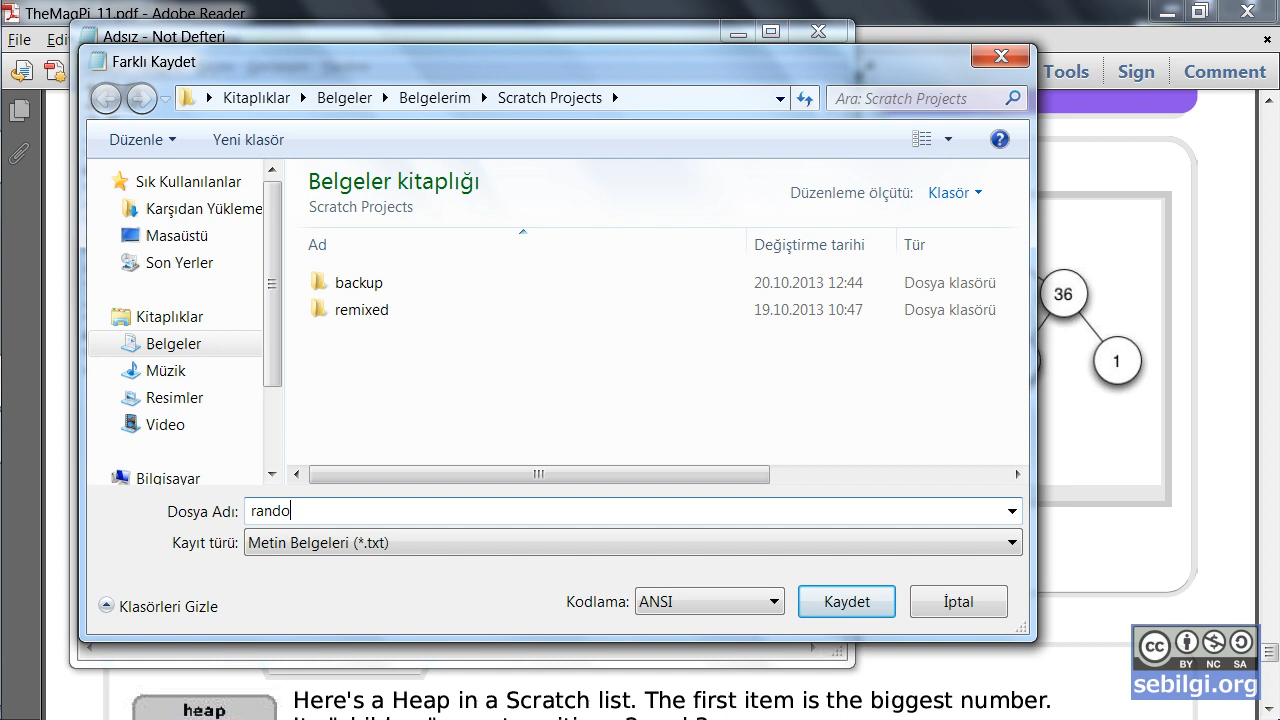 TheMagPi_11.pdf - Adobe Reader
File Edi
Adsız - Not Defteri
Tools Sign Comment
Farklı Kaydet
Kitaplıklar Belgeler Belgelerim Scratch Projects
Ara: Scratch Projects
Düzenle Yeni klasör
Sık Kullanılanlar
Karşıdan Yükleme
Masaüstü
Son Yerler
Kitaplıklar
Belgeler
Müzik
Resimler
Video
Bilgisayar
Belgeler kitaplığı
Scratch Projects
Düzenleme ölçütü: Klasör
Ad Değiştirme tarihi Tür
backup 20.10.2013 12:44 Dosya klasörü
remixed 19.10.2013 10:47 Dosya klasörü
36
1
Dosya Adı: rando
Kayıt türü: Metin Belgeleri (*.txt)
Klasörleri Gizle
Kodlama: ANSI Kaydet İptal
cc BY NC SA
sebilgi.org
heap
Here's a Heap in a Scratch list. The first item is the biggest number.